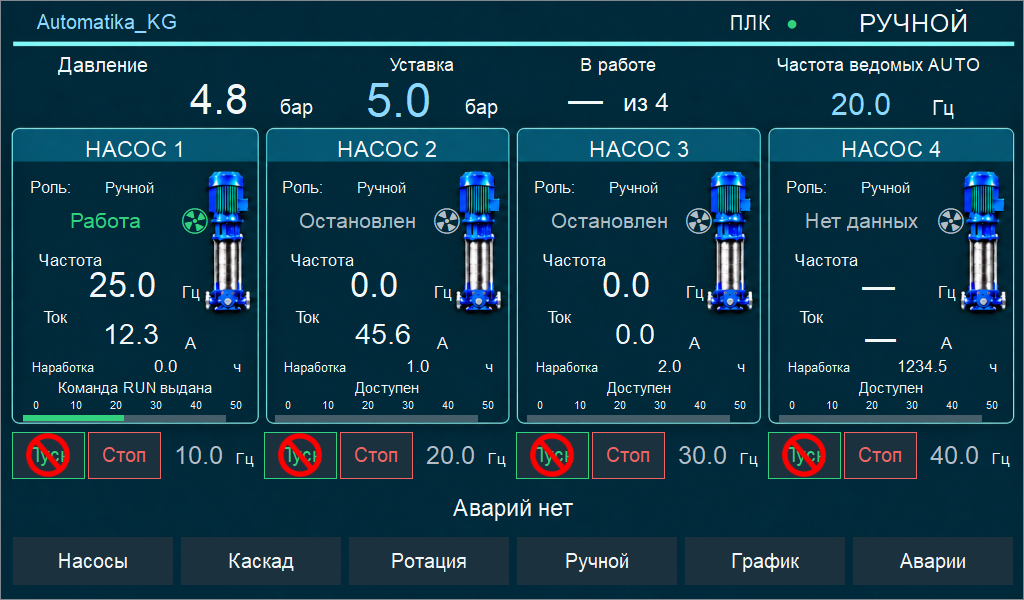 Automatika_KG ПЛК РУЧНОЙ
Давление Уставка В работе Частота ведомых AUTO
4.8 бар 5.0 бар — из 4 20.0 Гц
НАСОС 1 НАСОС 2 НАСОС 3 НАСОС 4
Роль: Ручной Роль: Ручной Роль: Ручной Роль: Ручной
Работа Остановлен Остановлен Нет данных
Частота Частота Частота Частота
25.0 Гц 0.0 Гц 0.0 Гц — Гц
Ток Ток Ток Ток
12.3 А 45.6 А 0.0 А — А
Наработка 0.0 ч Наработка 1.0 ч Наработка 2.0 ч Наработка 1234.5 ч
Команда RUN выдана Доступен Доступен Доступен
0 10 20 30 40 50 0 10 20 30 40 50 0 10 20 30 40 50 0 10 20 30 40 50
Пуск Стоп 10.0 Гц Пуск Стоп 20.0 Гц Пуск Стоп 30.0 Гц Пуск Стоп 40.0 Гц
Аварий нет
Насосы Каскад Ротация Ручной График Аварии